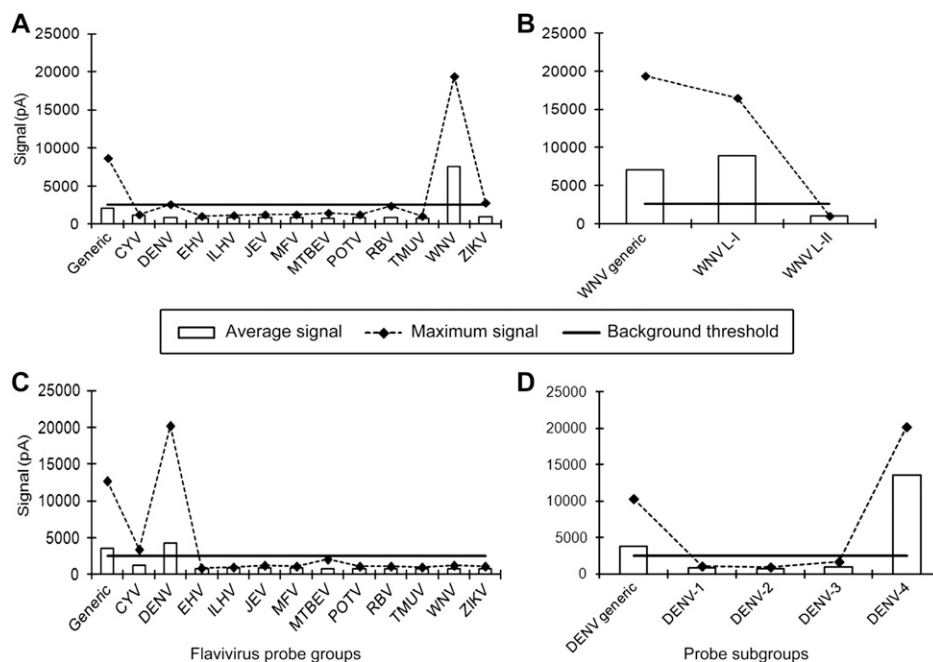 A
Signal (pA)
25000
20000
15000
10000
5000
0
Generic
CYV
DENV
EHV
ILHV
JEV
MFV
MTBEV
POTV
RBV
TMUV
WNV
ZIKV
B
25000
20000
15000
10000
5000
0
WNV generic
WNV L-I
WNV L-II
Average signal
Maximum signal
Background threshold
C
Signal (pA)
25000
20000
15000
10000
5000
0
Generic
CYV
DENV
EHV
ILHV
JEV
MFV
MTBEV
POTV
RBV
TMUV
WNV
ZIKV
Flavivirus probe groups
D
25000
20000
15000
10000
5000
0
DENV generic
DENV-1
DENV-2
DENV-3
DENV-4
Probe subgroups